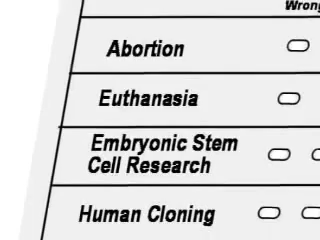 Wrong
Abortion
Euthanasia
Embryonic Stem
Cell Research
Human Cloning